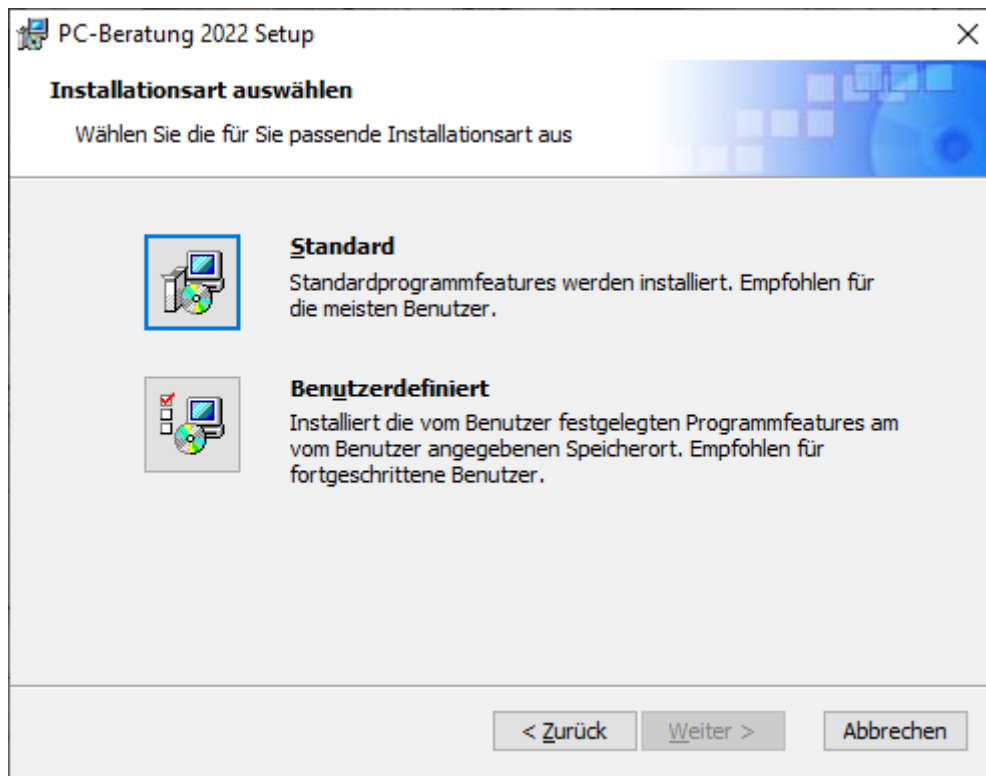 PC-Beratung 2022 Setup
Installationsart auswählen
Wählen Sie die für Sie passende Installationsart aus
Standard
Standardprogrammfeatures werden installiert. Empfohlen für
die meisten Benutzer.
Benutzerdefiniert
Installiert die vom Benutzer festgelegten Programmfeatures am
vom Benutzer angegebenen Speicherort. Empfohlen für
fortgeschrittene Benutzer.
< Zurück
Weiter >
Abbrechen